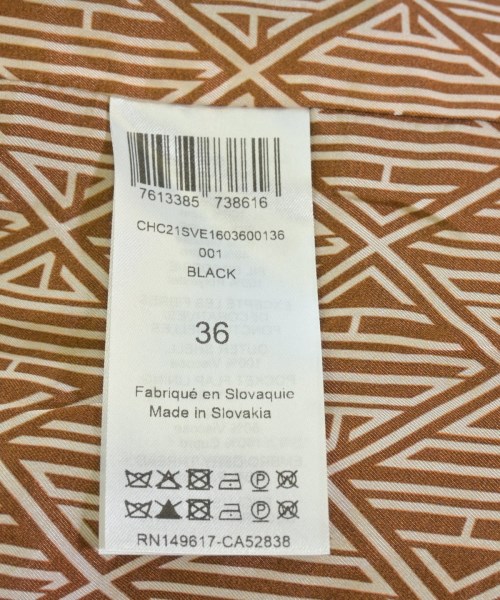 7613385 738616
CHC21SVE1603600136
001
BLACK
36
Fabriqué en Slovaquie
Made in Slovakia
RN149617-CA52838